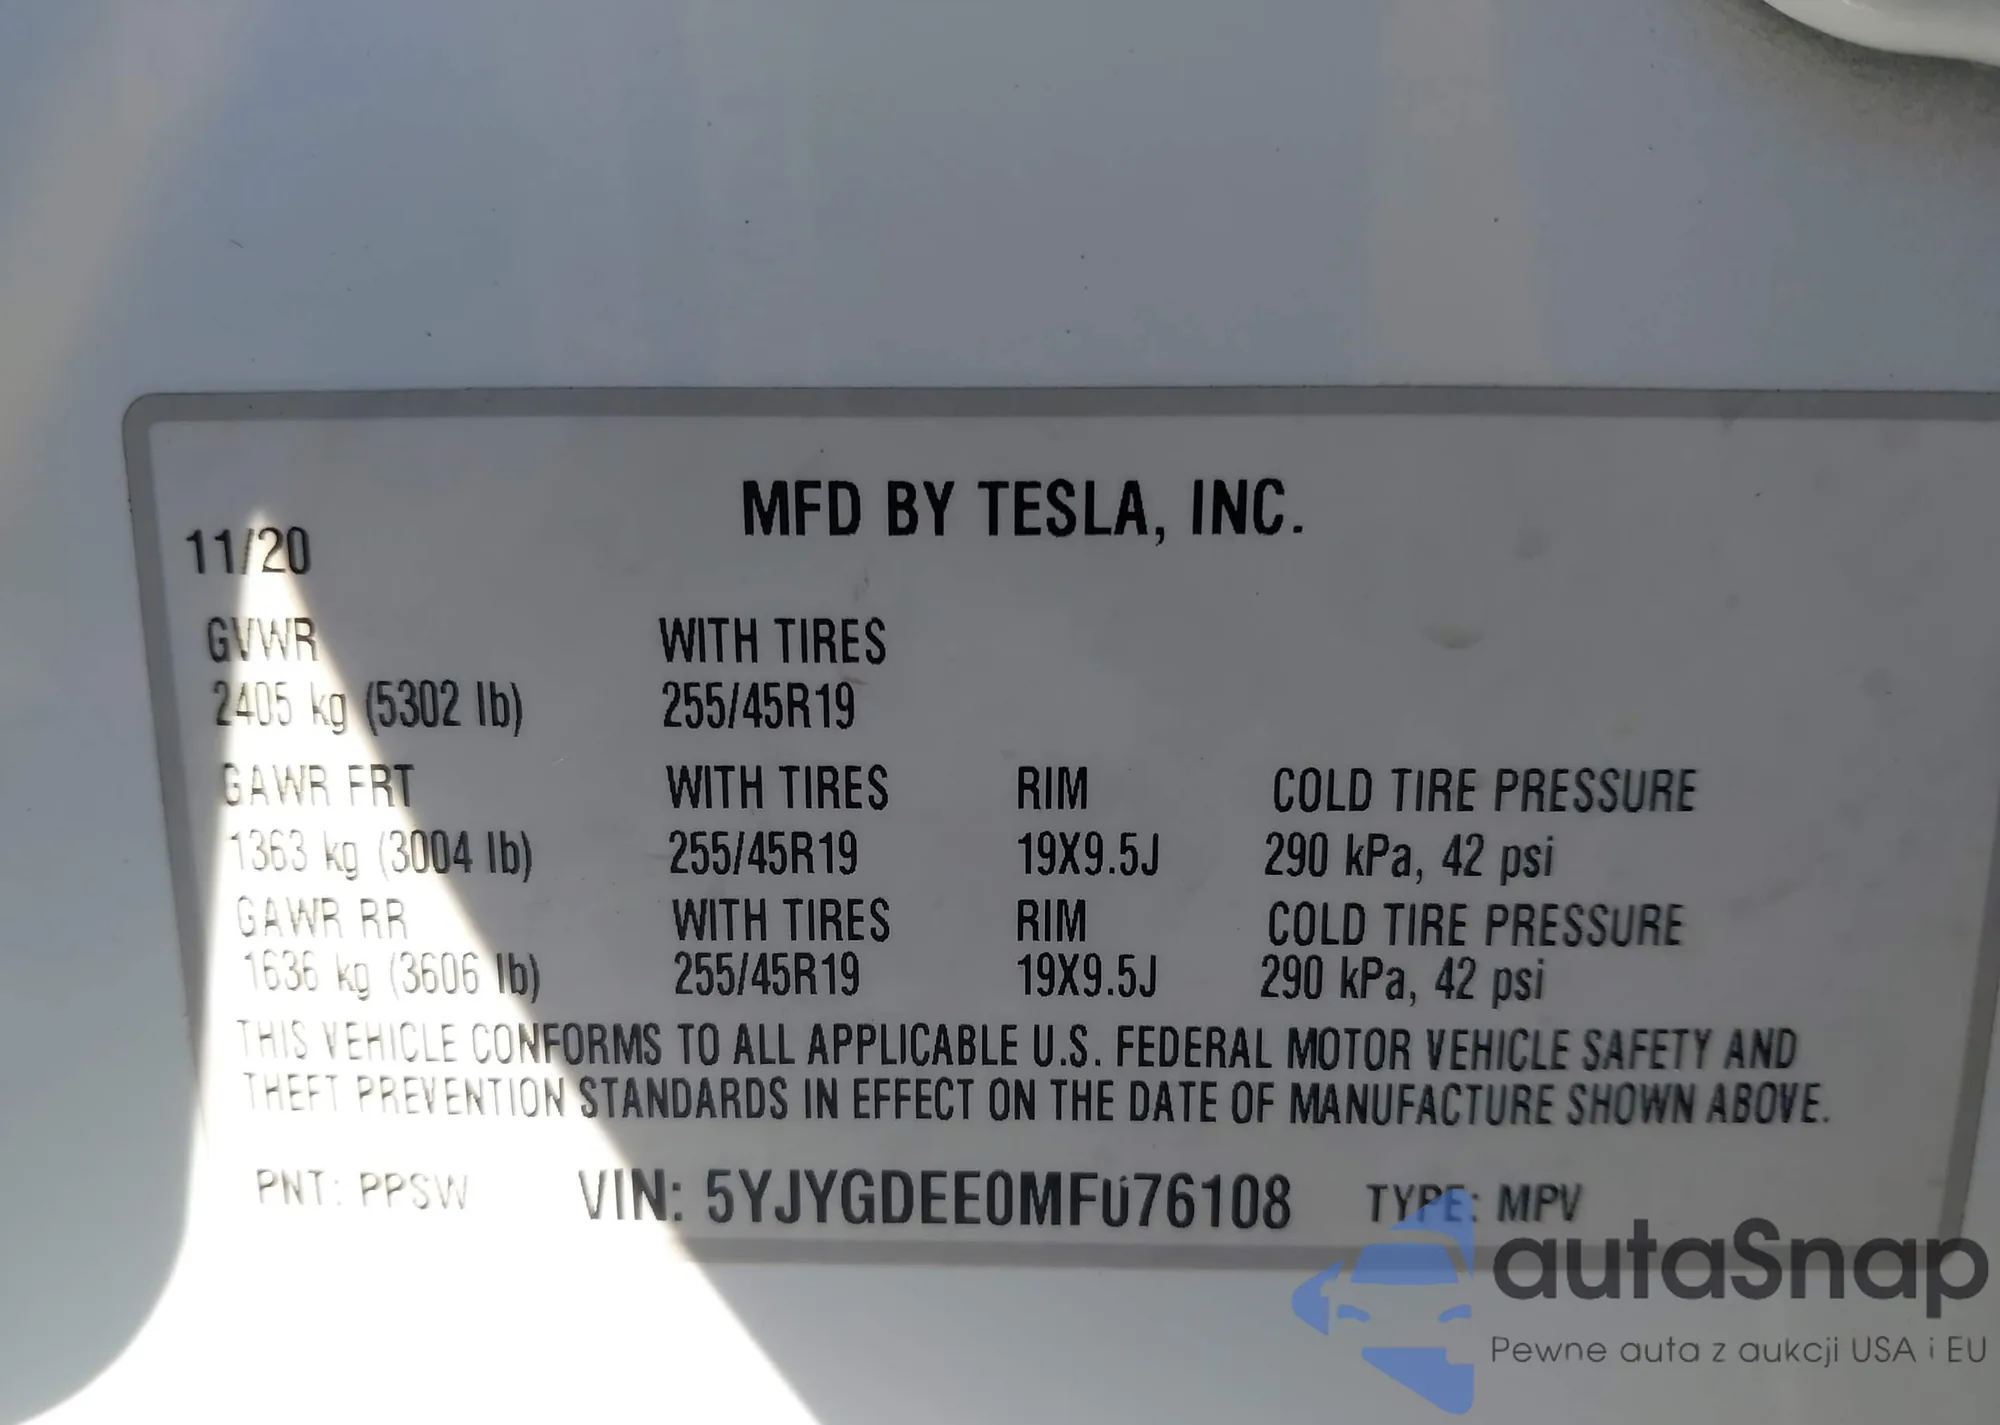 MFD BY TESLA, INC.
11/20
GVWR WITH TIRES
2405 kg (5302 lb) 255/45R19
GAWR FRT WITH TIRES RIM COLD TIRE PRESSURE
1363 kg (3004 lb) 255/45R19 19X9.5J 290 kPa, 42 psi
GAWR RR WITH TIRES RIM COLD TIRE PRESSURE
1636 kg (3606 lb) 255/45R19 19X9.5J 290 kPa, 42 psi
THIS VEHICLE CONFORMS TO ALL APPLICABLE U.S. FEDERAL MOTOR VEHICLE SAFETY AND
THEFT PREVENTION STANDARDS IN EFFECT ON THE DATE OF MANUFACTURE SHOWN ABOVE.
PNT: PPSW VIN: 5YJYGDEE0MF076108 TYPE: MPV
autaSnap
Pewne auta z aukcji USA i EU